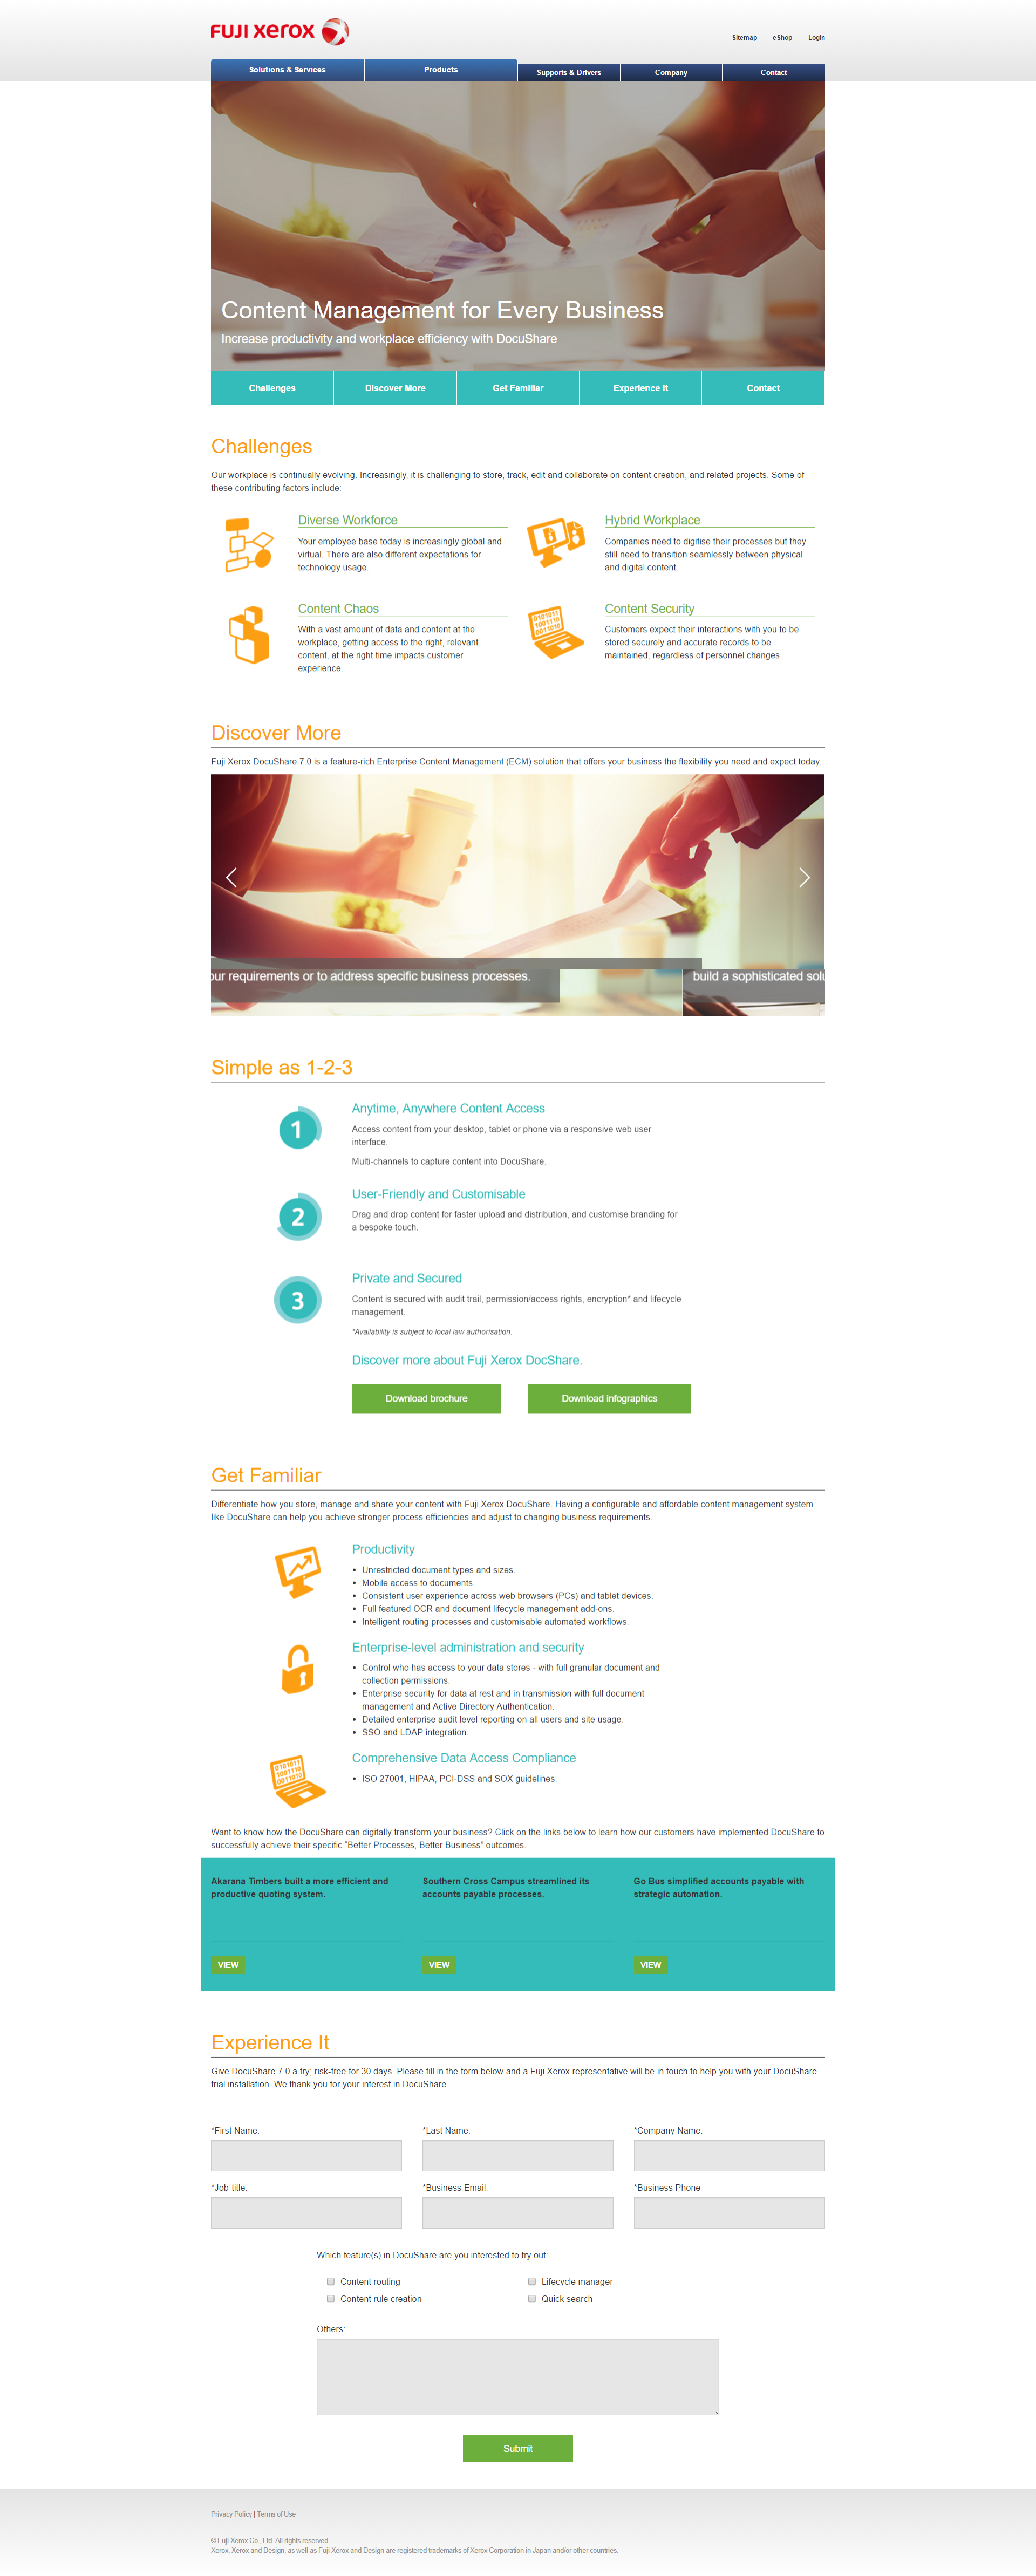 FUJI xerox
Sitemap eShop Login
Solutions & Services Products Supports & Drivers Company Contact
Content Management for Every Business
Increase productivity and workplace efficiency with DocuShare
Challenges Discover More Get Familiar Experience It Contact
Challenges
Our workplace is continually evolving. Increasingly, it is challenging to store, track, edit and collaborate on content creation, and related projects. Some of
these contributing factors include:
Diverse Workforce
Your employee base today is increasingly global and
virtual. There are also different expectations for
technology usage.
Hybrid Workplace
Companies need to digitise their processes but they
still need to transition seamlessly between physical
and digital content.
Content Chaos
With a vast amount of data and content at the
workplace, getting access to the right, relevant
content, at the right time impacts customer
experience.
Content Security
Customers expect their interactions with you to be
stored securely and accurate records to be
maintained, regardless of personnel changes.
Discover More
Fuji Xerox DocuShare 7.0 is a feature-rich Enterprise Content Management (ECM) solution that offers your business the flexibility you need and expect today.
our requirements or to address specific business processes.
build a sophisticated solu
Simple as 1-2-3
1
Anytime, Anywhere Content Access
Access content from your desktop, tablet or phone via a responsive web user
interface.
Multi-channels to capture content into DocuShare.
2
User-Friendly and Customisable
Drag and drop content for faster upload and distribution, and customise branding for
a bespoke touch.
3
Private and Secured
Content is secured with audit trail, permission/access rights, encryption* and lifecycle
management.
*Availability is subject to local law authorisation.
Discover more about Fuji Xerox DocShare.
Download brochure Download infographics
Get Familiar
Differentiate how you store, manage and share your content with Fuji Xerox DocuShare. Having a configurable and affordable content management system
like DocuShare can help you achieve stronger process efficiencies and adjust to changing business requirements.
Productivity
• Unrestricted document types and sizes.
• Mobile access to documents.
• Consistent user experience across web browsers (PCs) and tablet devices.
• Full featured OCR and document lifecycle management add-ons.
• Intelligent routing processes and customisable automated workflows.
Enterprise-level administration and security
• Control who has access to your data stores - with full granular document and
collection permissions.
• Enterprise security for data at rest and in transmission with full document
management and Active Directory Authentication.
• Detailed enterprise audit level reporting on all users and site usage.
• SSO and LDAP integration.
Comprehensive Data Access Compliance
• ISO 27001, HIPAA, PCI-DSS and SOX guidelines.
Want to know how the DocuShare can digitally transform your business? Click on the links below to learn how our customers have implemented DocuShare to
successfully achieve their specific "Better Processes, Better Business" outcomes.
Akarana Timbers built a more efficient and
productive quoting system.
VIEW
Southern Cross Campus streamlined its
accounts payable processes.
VIEW
Go Bus simplified accounts payable with
strategic automation.
VIEW
Experience It
Give DocuShare 7.0 a try; risk-free for 30 days. Please fill in the form below and a Fuji Xerox representative will be in touch to help you with your DocuShare
trial installation. We thank you for your interest in DocuShare.
*First Name: *Last Name: *Company Name:
*Job-title: *Business Email: *Business Phone
Which feature(s) in DocuShare are you interested to try out:
Content routing Lifecycle manager
Content rule creation Quick search
Others:
Submit
Privacy Policy | Terms of Use
© Fuji Xerox Co., Ltd. All rights reserved.
Xerox, Xerox and Design, as well as Fuji Xerox and Design are registered trademarks of Xerox Corporation in Japan and/or other countries.